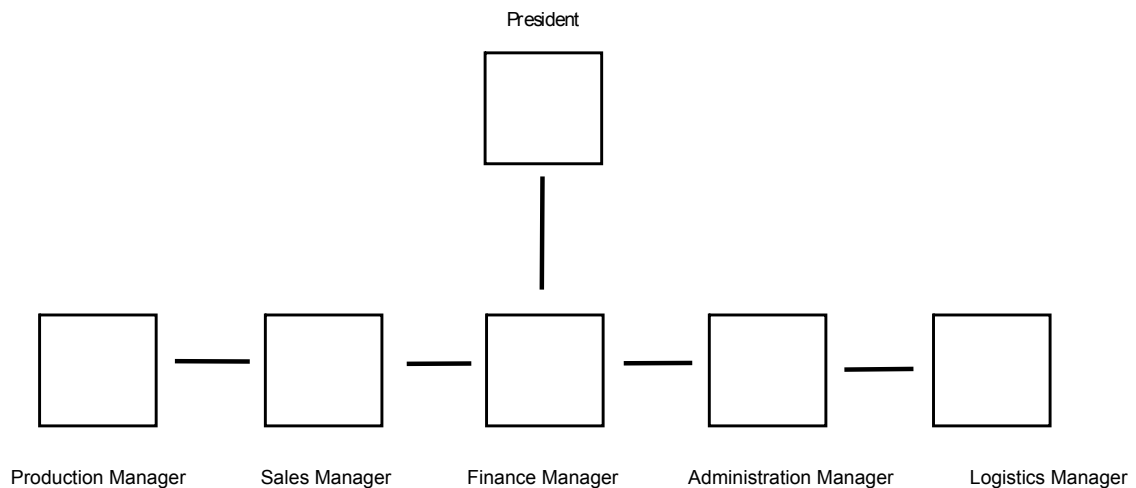 President
Production Manager
Sales Manager
Finance Manager
Administration Manager
Logistics Manager